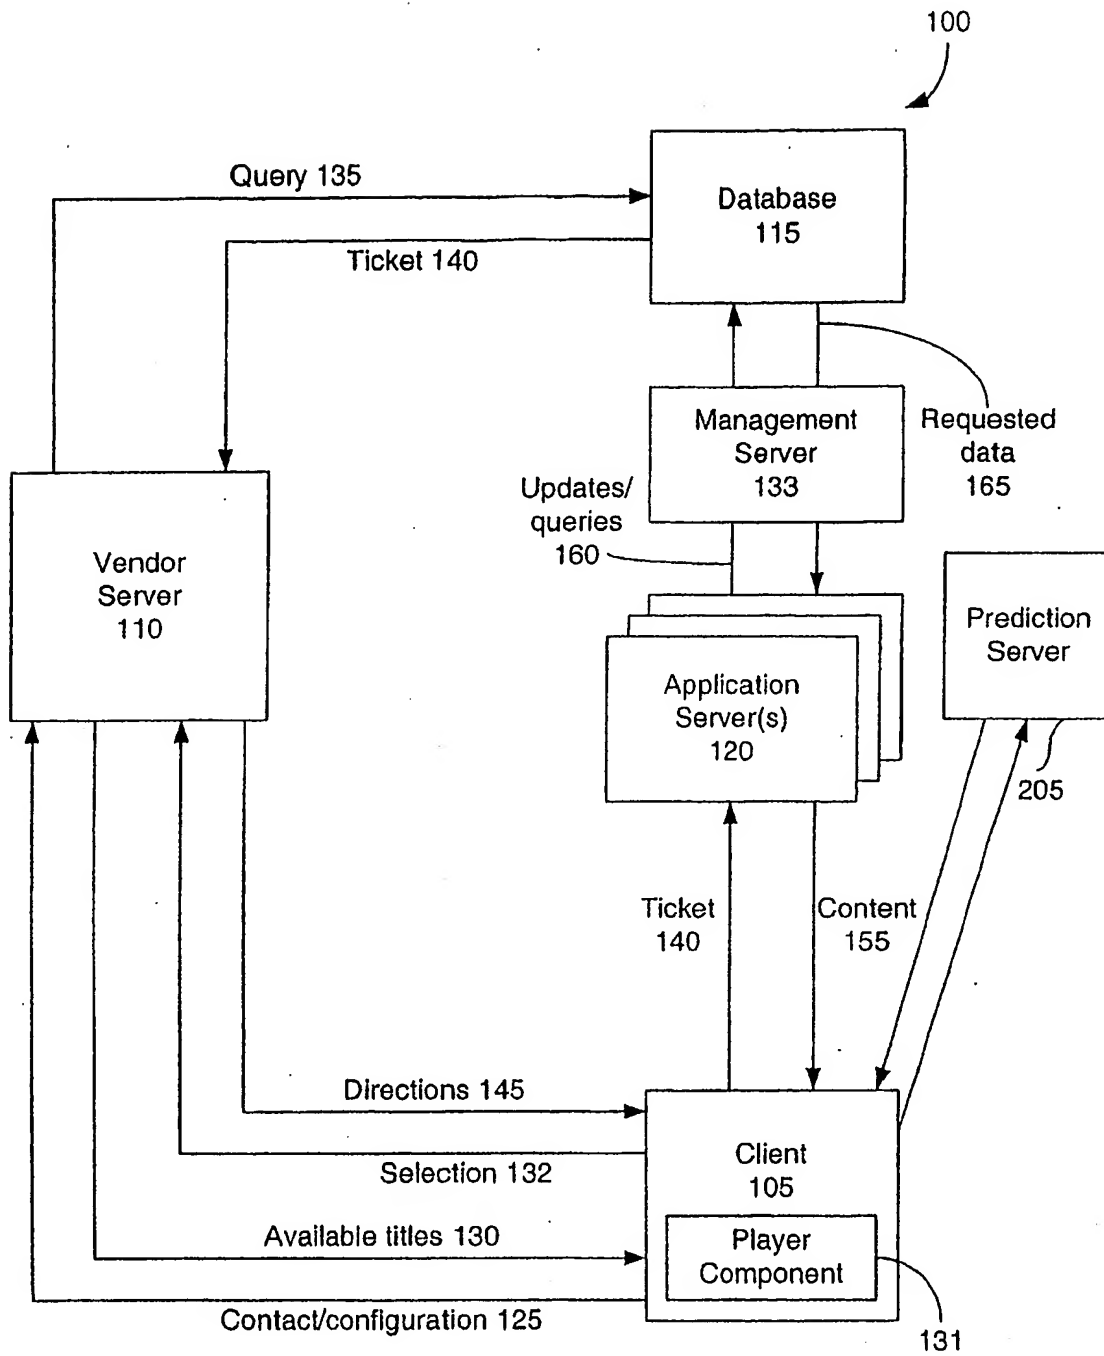 100
Query 135
Database
115
Ticket 140
Management
Server
133
Requested
data
165
Updates/
queries
160
Vendor
Server
110
Prediction
Server
Application
Server(s)
120
205
Ticket
140
Content
155
Directions 145
Client
105
Selection 132
Available titles 130
Player
Component
Contact/configuration 125
131